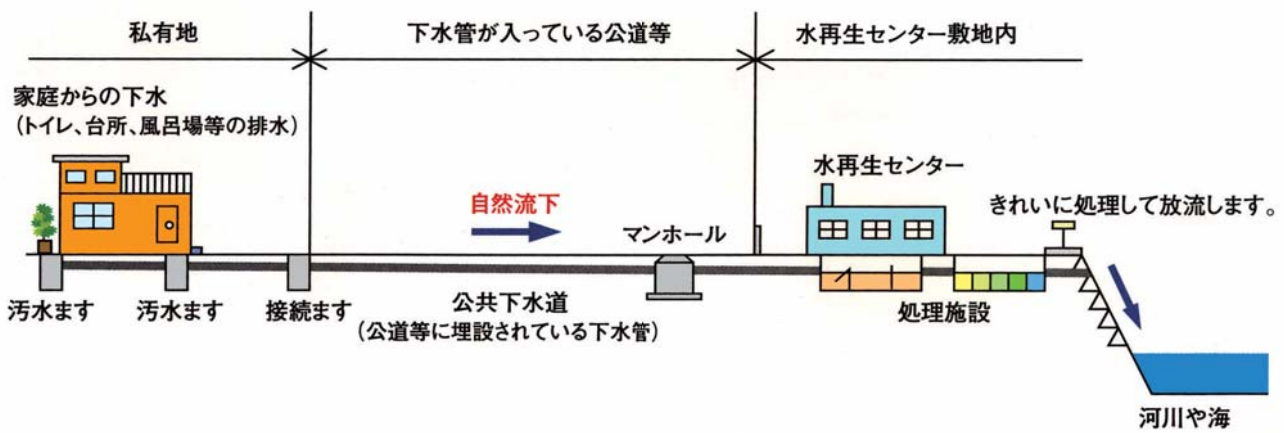 私有地
下水管が入っている公道等
水再生センター敷地内
家庭からの下水
(トイレ、台所、風呂場等の排水)
水再生センター
自然流下
きれいに処理して放流します。
マンホール
汚水ます
汚水ます
接続ます
公共下水道
(公道等に埋設されている下水管)
処理施設
河川や海